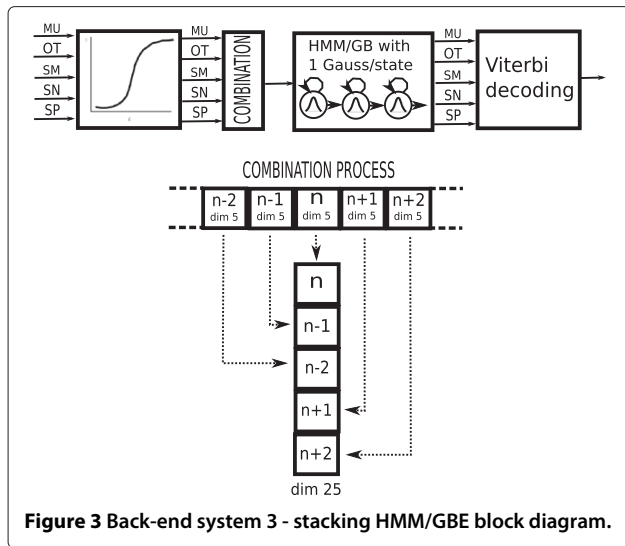 MU
OT
SM
SN
SP
MU
OT
SM
SN
SP
COMBINATION
HMM/GB with
1 Gauss/state
MU
OT
SM
SN
SP
Viterbi
decoding
COMBINATION PROCESS
n-2 n-1 n n+1 n+2
dim 5 dim 5 dim 5 dim 5 dim 5
n
n-1
n-2
n+1
n+2
dim 25
Figure 3 Back-end system 3 - stacking HMM/GBE block diagram.